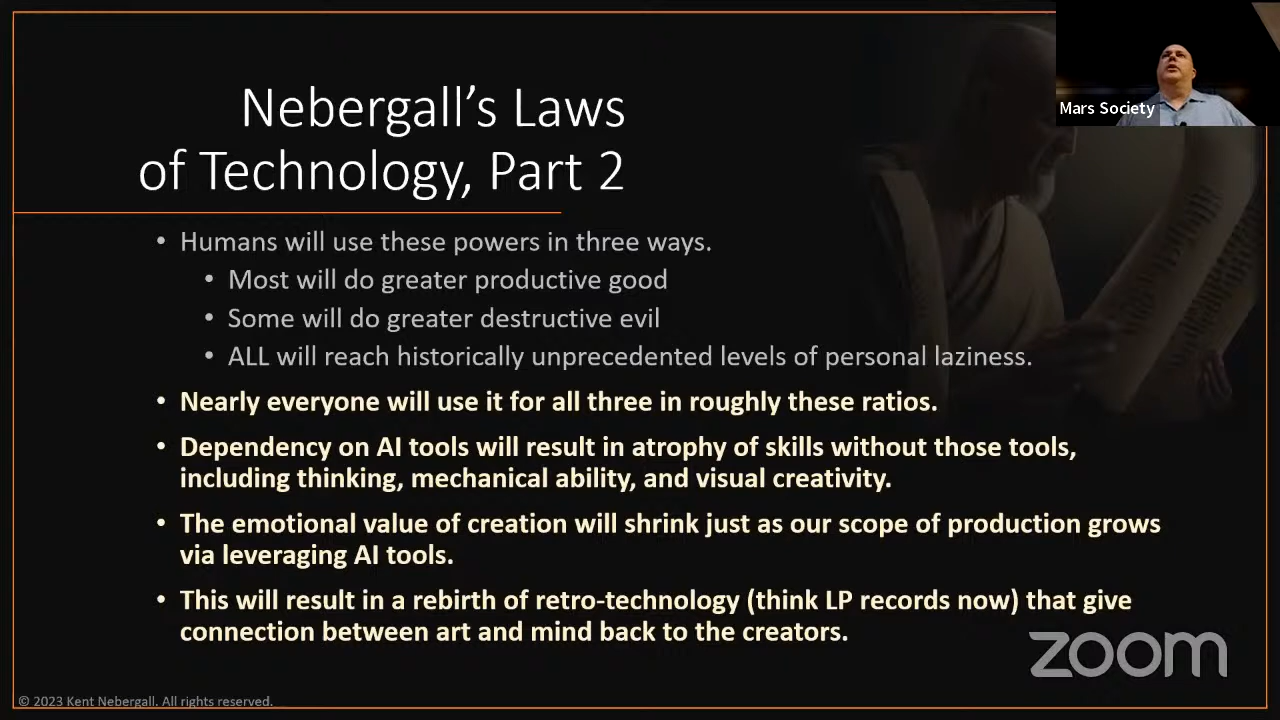 Mars Society
Nebergall’s Laws
of Technology, Part 2
• Humans will use these powers in three ways.
• Most will do greater productive good
• Some will do greater destructive evil
• ALL will reach historically unprecedented levels of personal laziness.
• Nearly everyone will use it for all three in roughly these ratios.
• Dependency on AI tools will result in atrophy of skills without those tools,
including thinking, mechanical ability, and visual creativity.
• The emotional value of creation will shrink just as our scope of production grows
via leveraging AI tools.
• This will result in a rebirth of retro-technology (think LP records now) that give
connection between art and mind back to the creators.
zoom
© 2023 Kent Nebergall. All rights reserved.